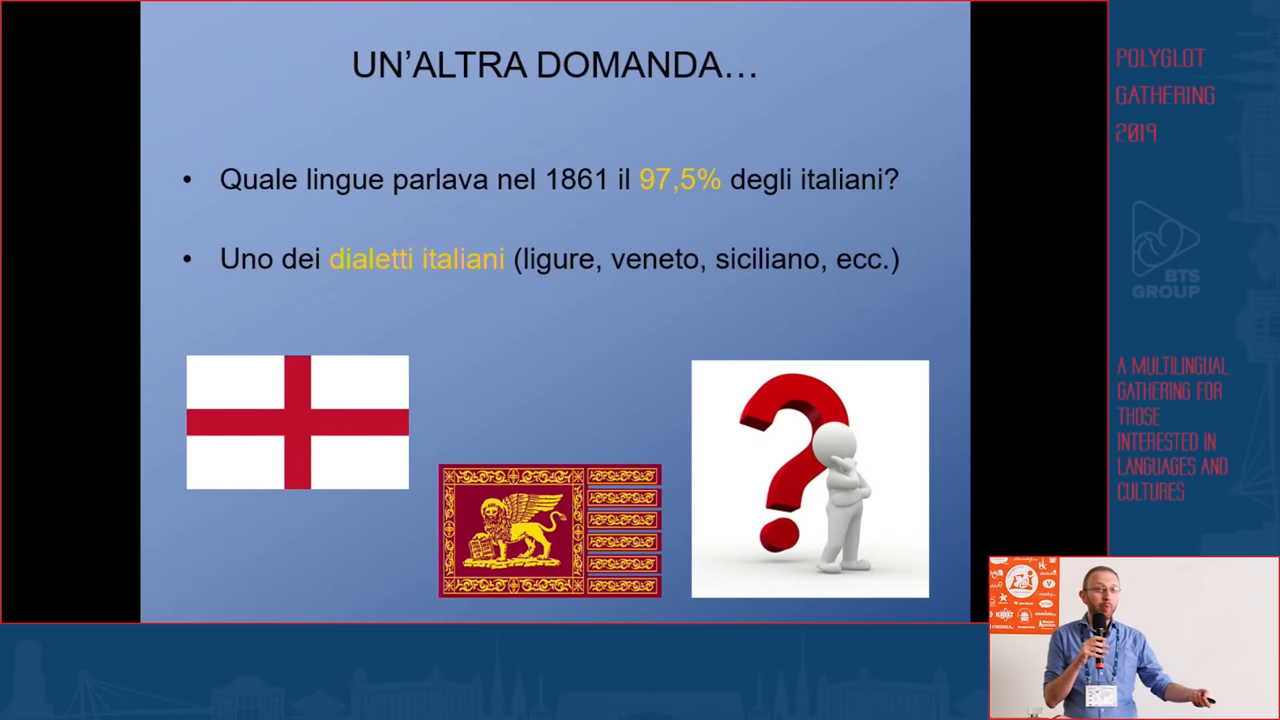 UN'ALTRA DOMANDA…
• Quale lingue parlava nel 1861 il 97,5% degli italiani?
• Uno dei dialetti italiani (ligure, veneto, siciliano, ecc.)
POLYGLOT
GATHERING
2019
BTS
GROUP
A MULTILINGUAL
GATHERING FOR
THOSE
INTERESTED IN
LANGUAGES AND
CULTURES